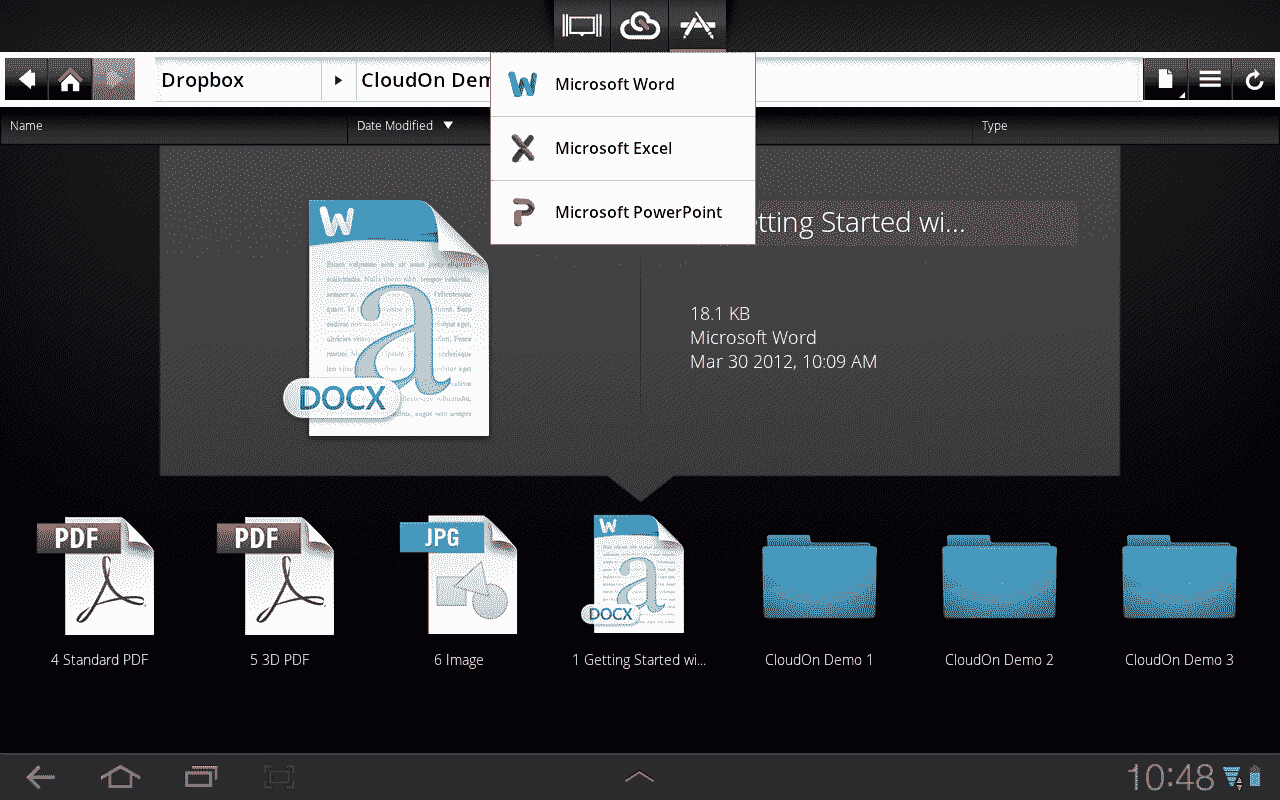 Dropbox
CloudOn Dem
Microsoft Word
Microsoft Excel
Microsoft PowerPoint
Name
Date Modified
Type
W
a
DOCX
tting Started wi...
18.1 KB
Microsoft Word
Mar 30 2012, 10:09 AM
PDF
PDF
JPG
W
a
DOCX
4 Standard PDF
5 3D PDF
6 Image
1 Getting Started wi...
CloudOn Demo 1
CloudOn Demo 2
CloudOn Demo 3
10:48